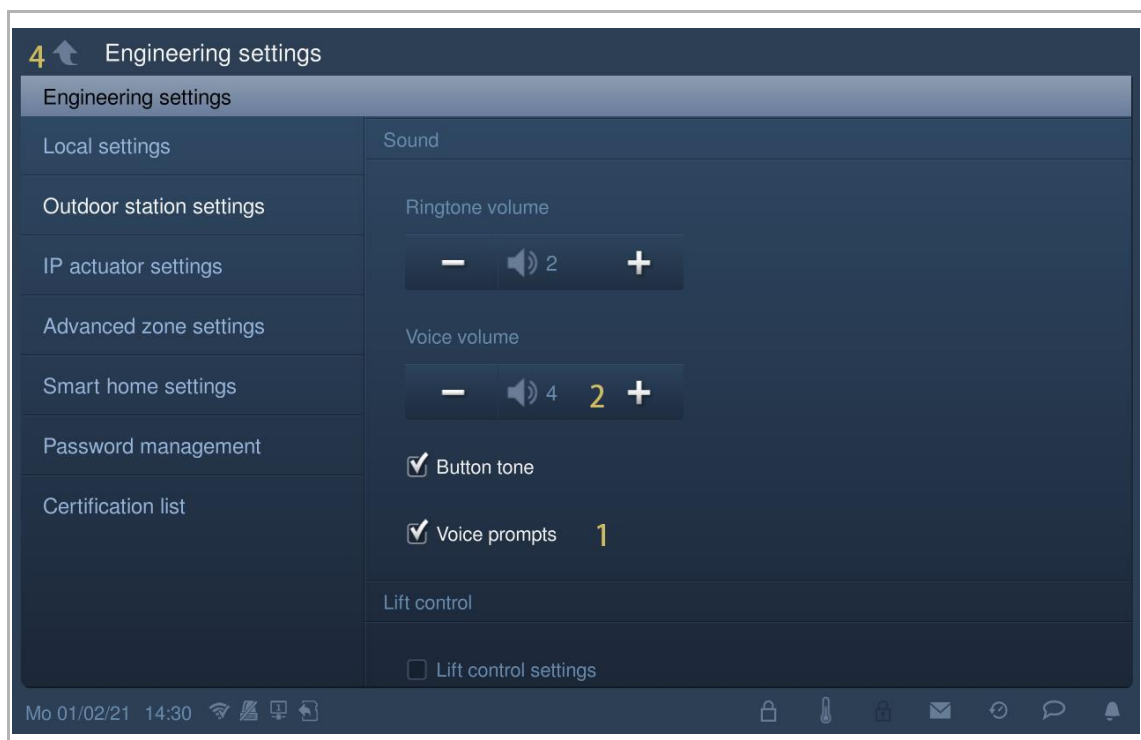 4 Engineering settings
Engineering settings
Local settings
Outdoor station settings
IP actuator settings
Advanced zone settings
Smart home settings
Password management
Certification list
Sound
Ringtone volume
− 2 +
Voice volume
− 4 2 +
Button tone
Voice prompts 1
Lift control
Lift control settings
Mo 01/02/21 14:30 1